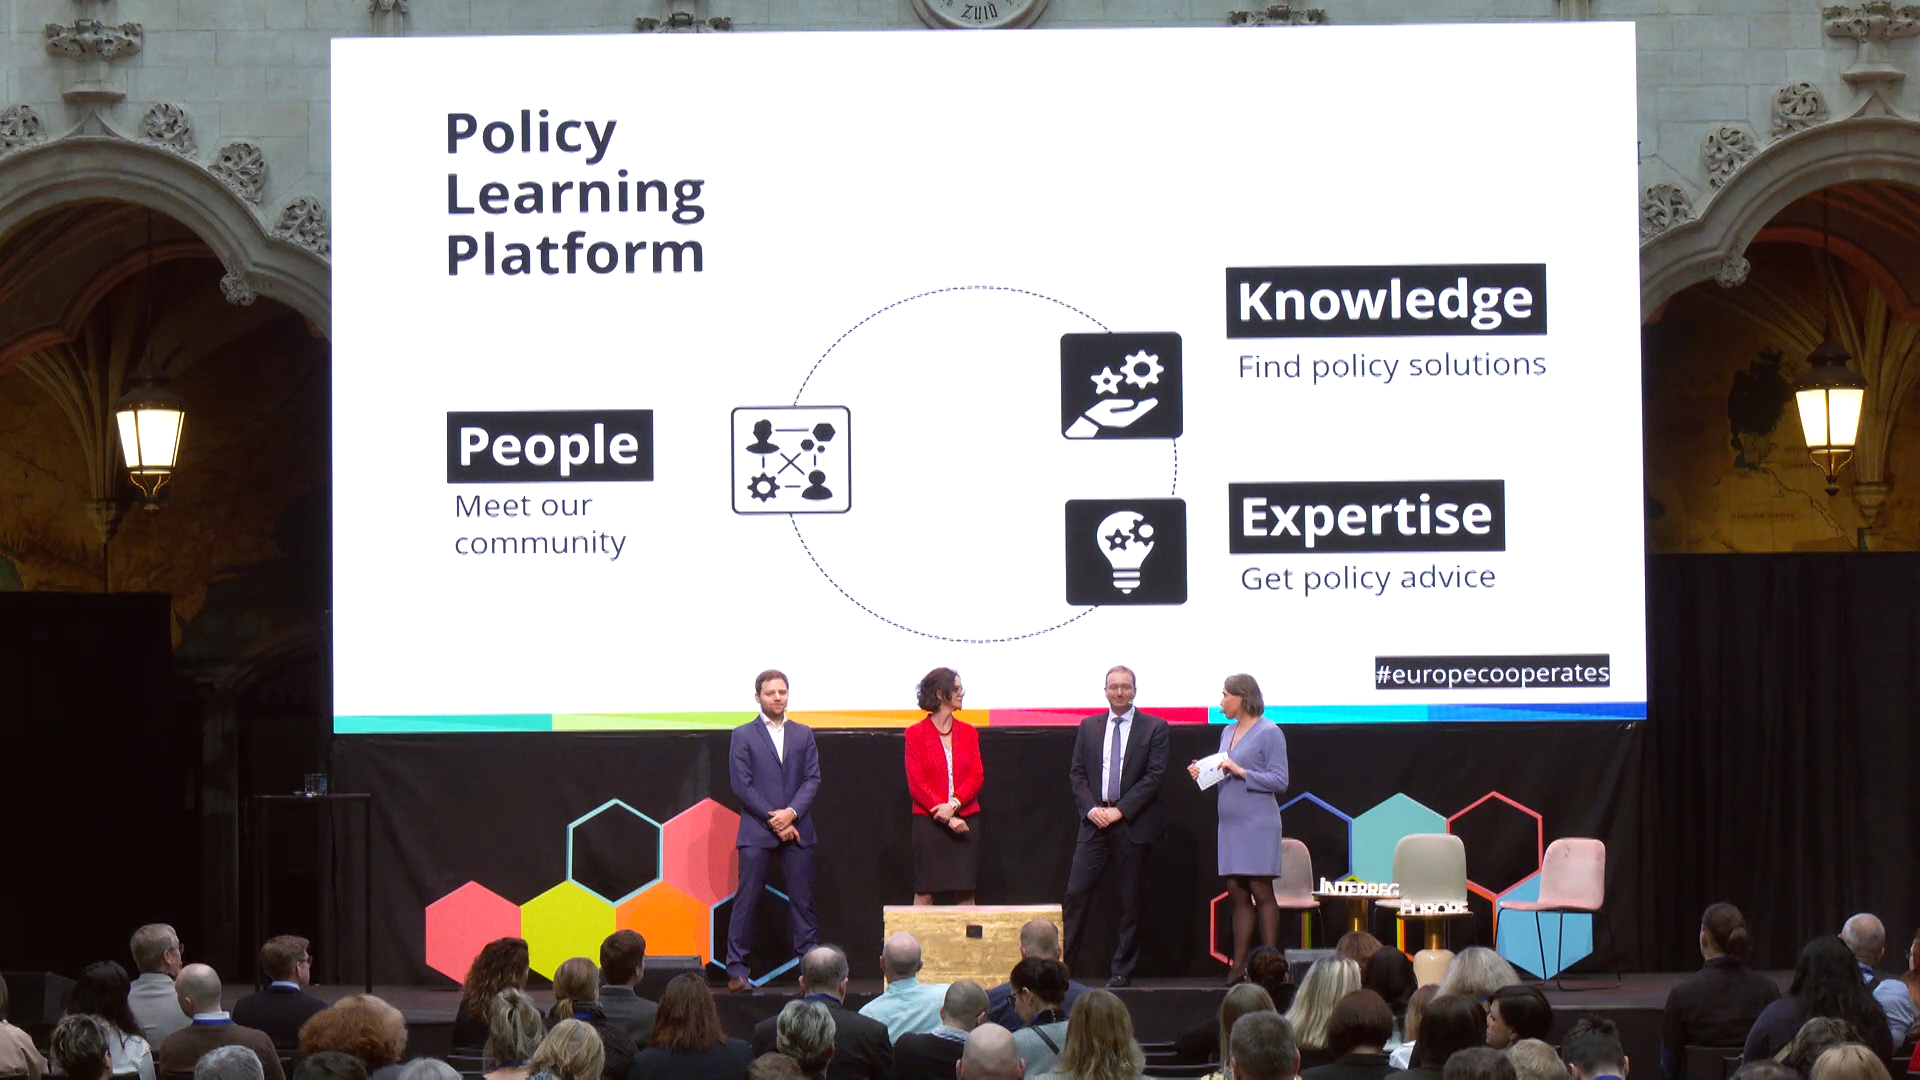 ZUID
Policy
Learning
Platform
Knowledge
Find policy solutions
People
Meet our
community
Expertise
Get policy advice
#europecooperates
INTERREG
EUROPE